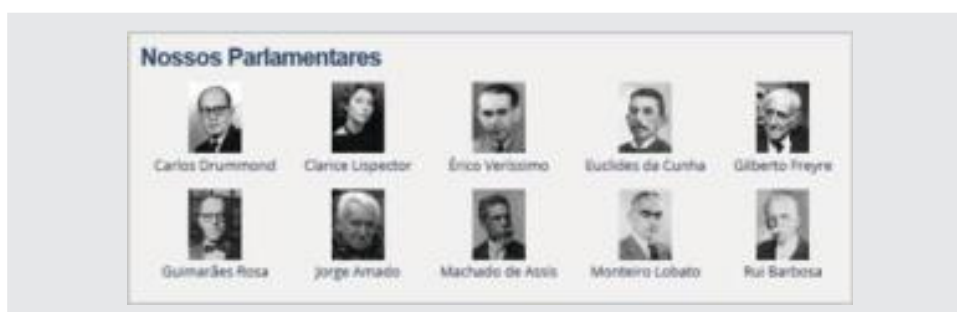 Nossos Parlamentares
Carlos Drummond Clarice Lispector Érico Veríssimo Euclides da Cunha Gilberto Freyre
Guimarães Rosa Jorge Amado Machado de Assis Monteiro Lobato Rui Barbosa